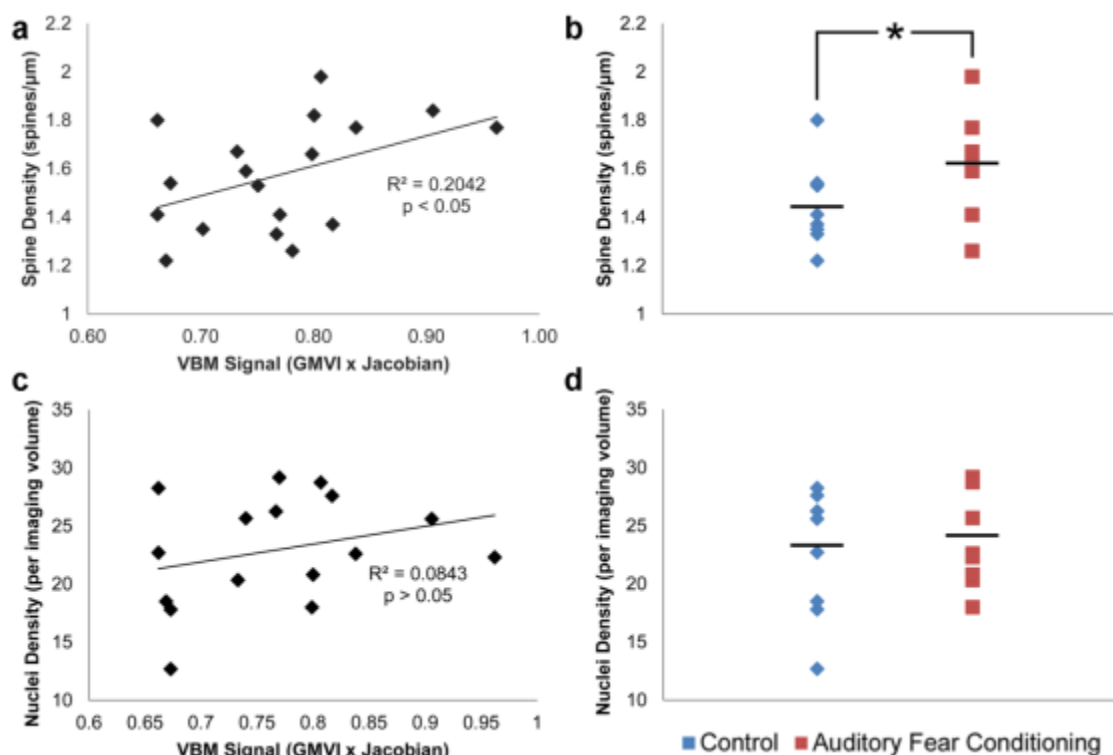 a
b
2.2
2
1.8
1.6
1.4
1.2
1
Spine Density (spines/µm)
R² = 0.2042
p < 0.05
0.60
0.70
0.80
0.90
1.00
VBM Signal (GMVI x Jacobian)
2.2
2
1.8
1.6
1.4
1.2
1
Spine Density (spines/µm)
*
c
d
35
30
25
20
15
10
Nuclei Density (per imaging volume)
R² = 0.0843
p > 0.05
0.6
0.65
0.7
0.75
0.8
0.85
0.9
0.95
1
VBM Signal (GMVI x Jacobian)
35
30
25
20
15
10
Nuclei Density (per imaging volume)
Control
Auditory Fear Conditioning